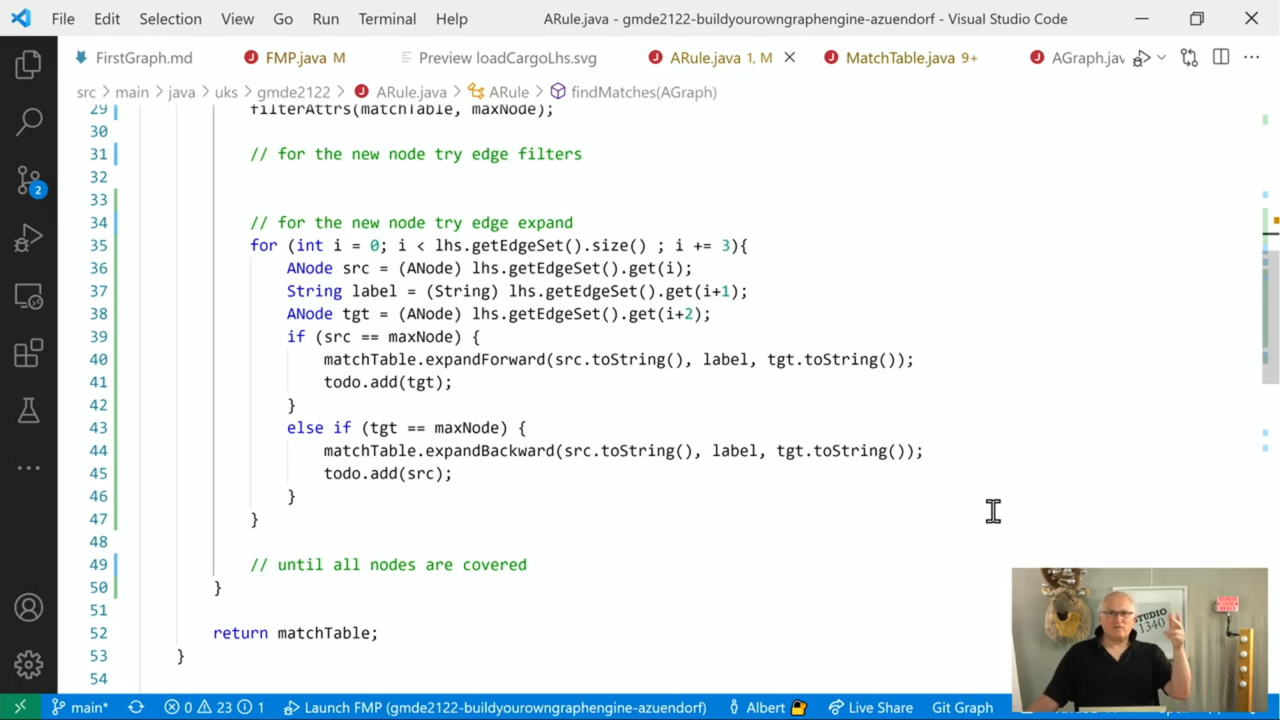 File Edit Selection View Go Run Terminal Help ARule.java - gmde2122-buildyourowngraphengine-azuendorf - Visual Studio Code
FirstGraph.md FMP.java M Preview loadCargoLhs.svg ARule.java 1, M MatchTable.java 9+ AGraph.jav
src > main > java > uks > gmde2122 > ARule.java > ARule > findMatches(AGraph)
29 filterAttrs(matchTable, maxNode);
30
31 // for the new node try edge filters
32
33
34 // for the new node try edge expand
35 for (int i = 0; i < lhs.getEdgeSet().size() ; i += 3){
36 ANode src = (ANode) lhs.getEdgeSet().get(i);
37 String label = (String) lhs.getEdgeSet().get(i+1);
38 ANode tgt = (ANode) lhs.getEdgeSet().get(i+2);
39 if (src == maxNode) {
40 matchTable.expandForward(src.toString(), label, tgt.toString());
41 todo.add(tgt);
42 }
43 else if (tgt == maxNode) {
44 matchTable.expandBackward(src.toString(), label, tgt.toString());
45 todo.add(src);
46 }
47 }
48
49 // until all nodes are covered
50 }
51
52 return matchTable;
53 }
54
2
STUDIO
1340
main* 0 23 1 Launch FMP (gmde2122-buildyourowngraphengine-azuendorf) Albert Live Share Git Graph